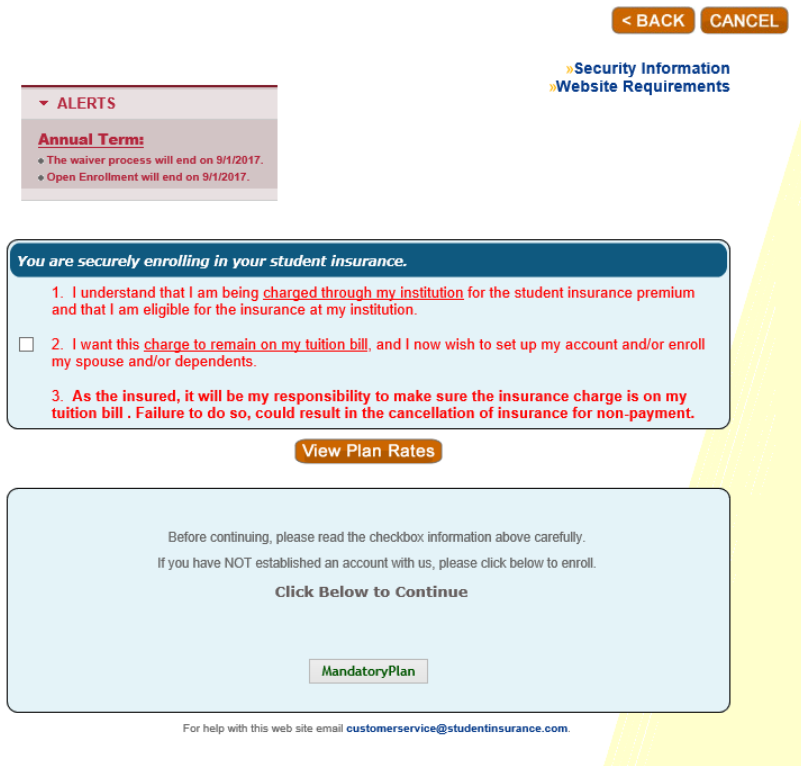 < BACK CANCEL
»Security Information
»Website Requirements
ALERTS
Annual Term:
The waiver process will end on 9/1/2017.
Open Enrollment will end on 9/1/2017.
You are securely enrolling in your student insurance.
1. I understand that I am being charged through my institution for the student insurance premium
and that I am eligible for the insurance at my institution.
2. I want this charge to remain on my tuition bill, and I now wish to set up my account and/or enroll
my spouse and/or dependents.
3. As the insured, it will be my responsibility to make sure the insurance charge is on my
tuition bill . Failure to do so, could result in the cancellation of insurance for non-payment.
View Plan Rates
Before continuing, please read the checkbox information above carefully.
If you have NOT established an account with us, please click below to enroll.
Click Below to Continue
MandatoryPlan
For help with this web site email customerservice@studentinsurance.com.